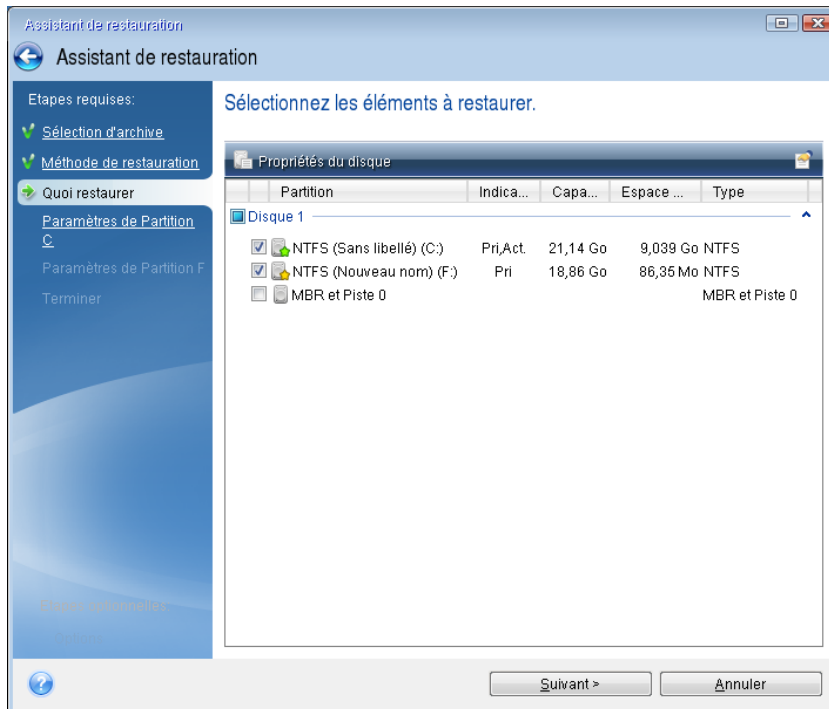 Assistant de restauration
Assistant de restauration
Etapes requises:
Sélection d'archive
Méthode de restauration
Quoi restaurer
Paramètres de Partition
C
Paramètres de Partition F
Terminer
Etapes optionnelles
Options
Sélectionnez les éléments à restaurer.
Propriétés du disque
Partition Indica... Capa... Espace ... Type
Disque 1
NTFS (Sans libellé) (C:) Pri,Act. 21,14 Go 9,039 Go NTFS
NTFS (Nouveau nom) (F:) Pri 18,86 Go 86,35 Mo NTFS
MBR et Piste 0 MBR et Piste 0
Suivant > Annuler